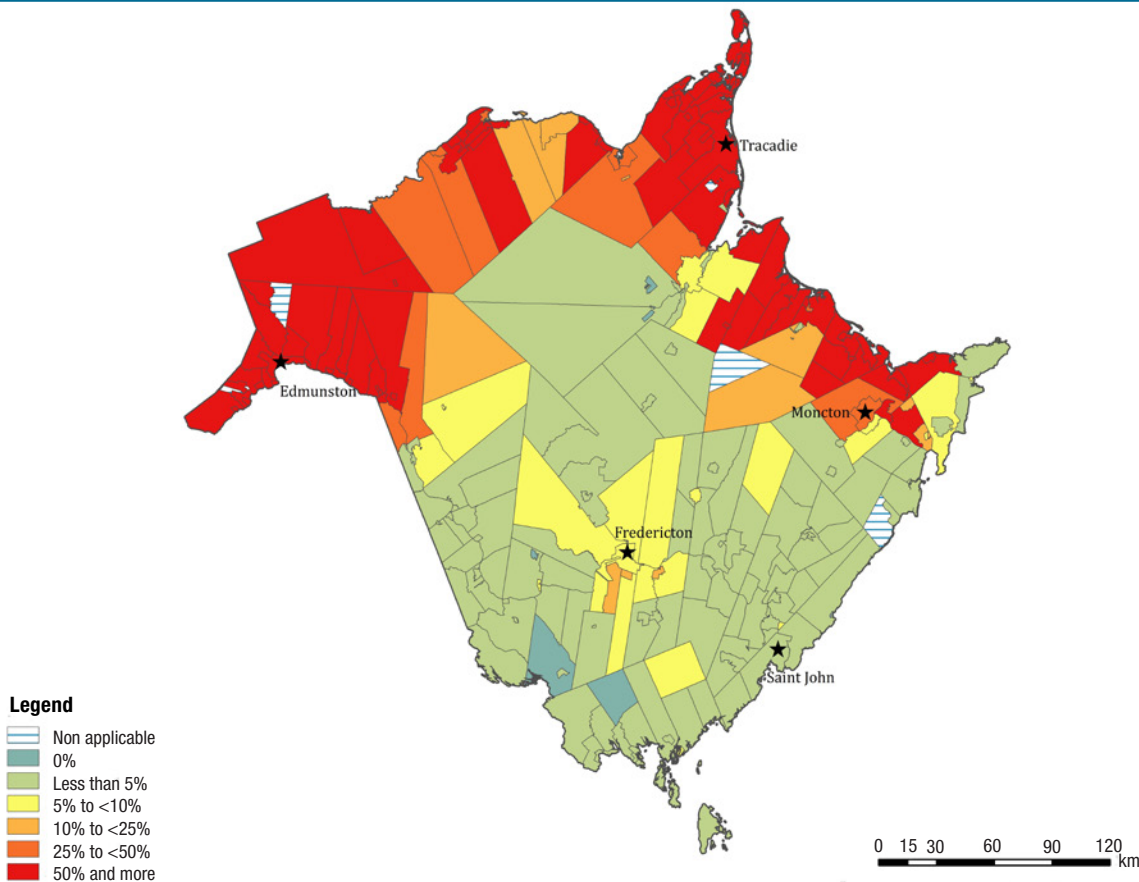 Tracadie
Edmunston
Moncton
Fredericton
Saint John
Legend
Non applicable
0%
Less than 5%
5% to <10%
10% to <25%
25% to <50%
50% and more
0 15 30 60 90 120
km